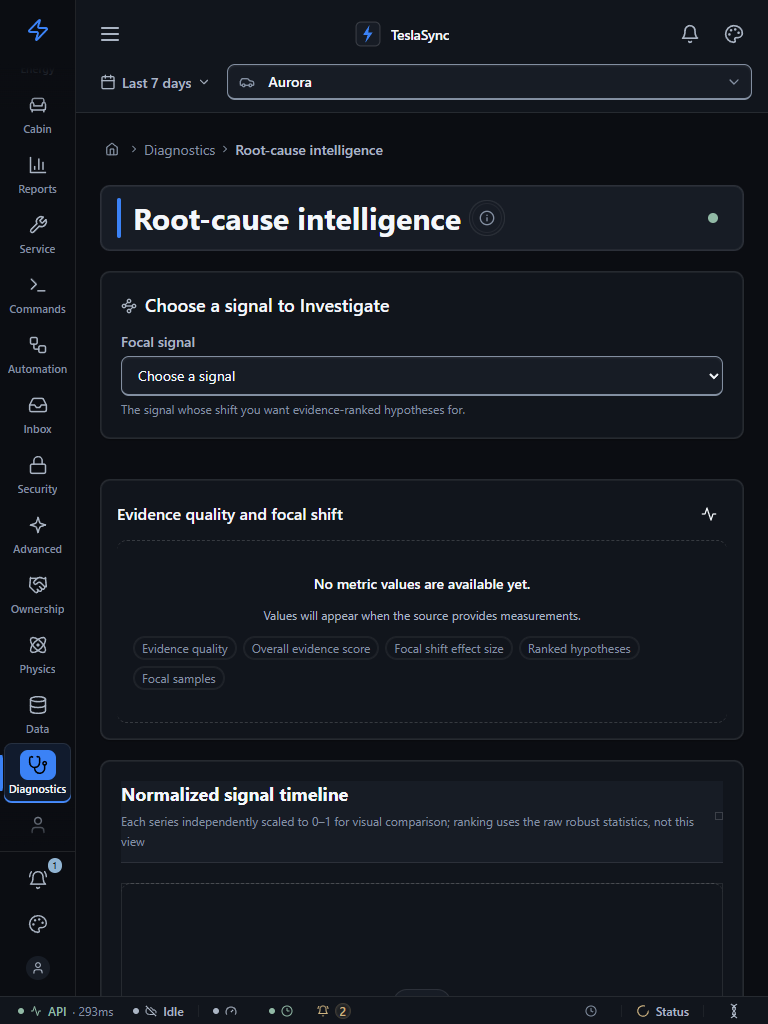 TeslaSync
Last 7 days
Aurora
Energy
Cabin
Reports
Service
Commands
Automation
Inbox
Security
Advanced
Ownership
Physics
Data
Diagnostics
1
Diagnostics
Root-cause intelligence
Root-cause intelligence
Choose a signal to Investigate
Focal signal
Choose a signal
The signal whose shift you want evidence-ranked hypotheses for.
Evidence quality and focal shift
No metric values are available yet.
Values will appear when the source provides measurements.
Evidence quality
Overall evidence score
Focal shift effect size
Ranked hypotheses
Focal samples
Normalized signal timeline
Each series independently scaled to 0–1 for visual comparison; ranking uses the raw robust statistics, not this
view
API · 293ms
Idle
2
Status